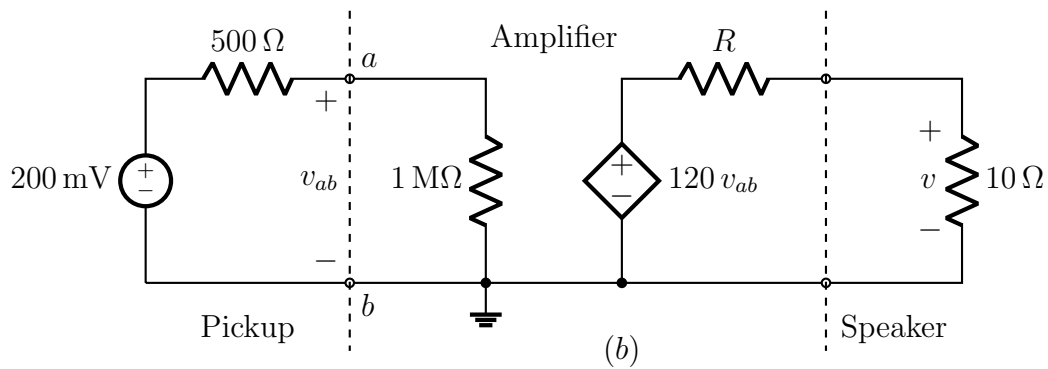 500 Ω
a
Amplifier
R
+
+
200 mV
+
−
v_ab
1 MΩ
+
−
120 v_ab
v
10 Ω
−
−
b
Pickup
(b)
Speaker